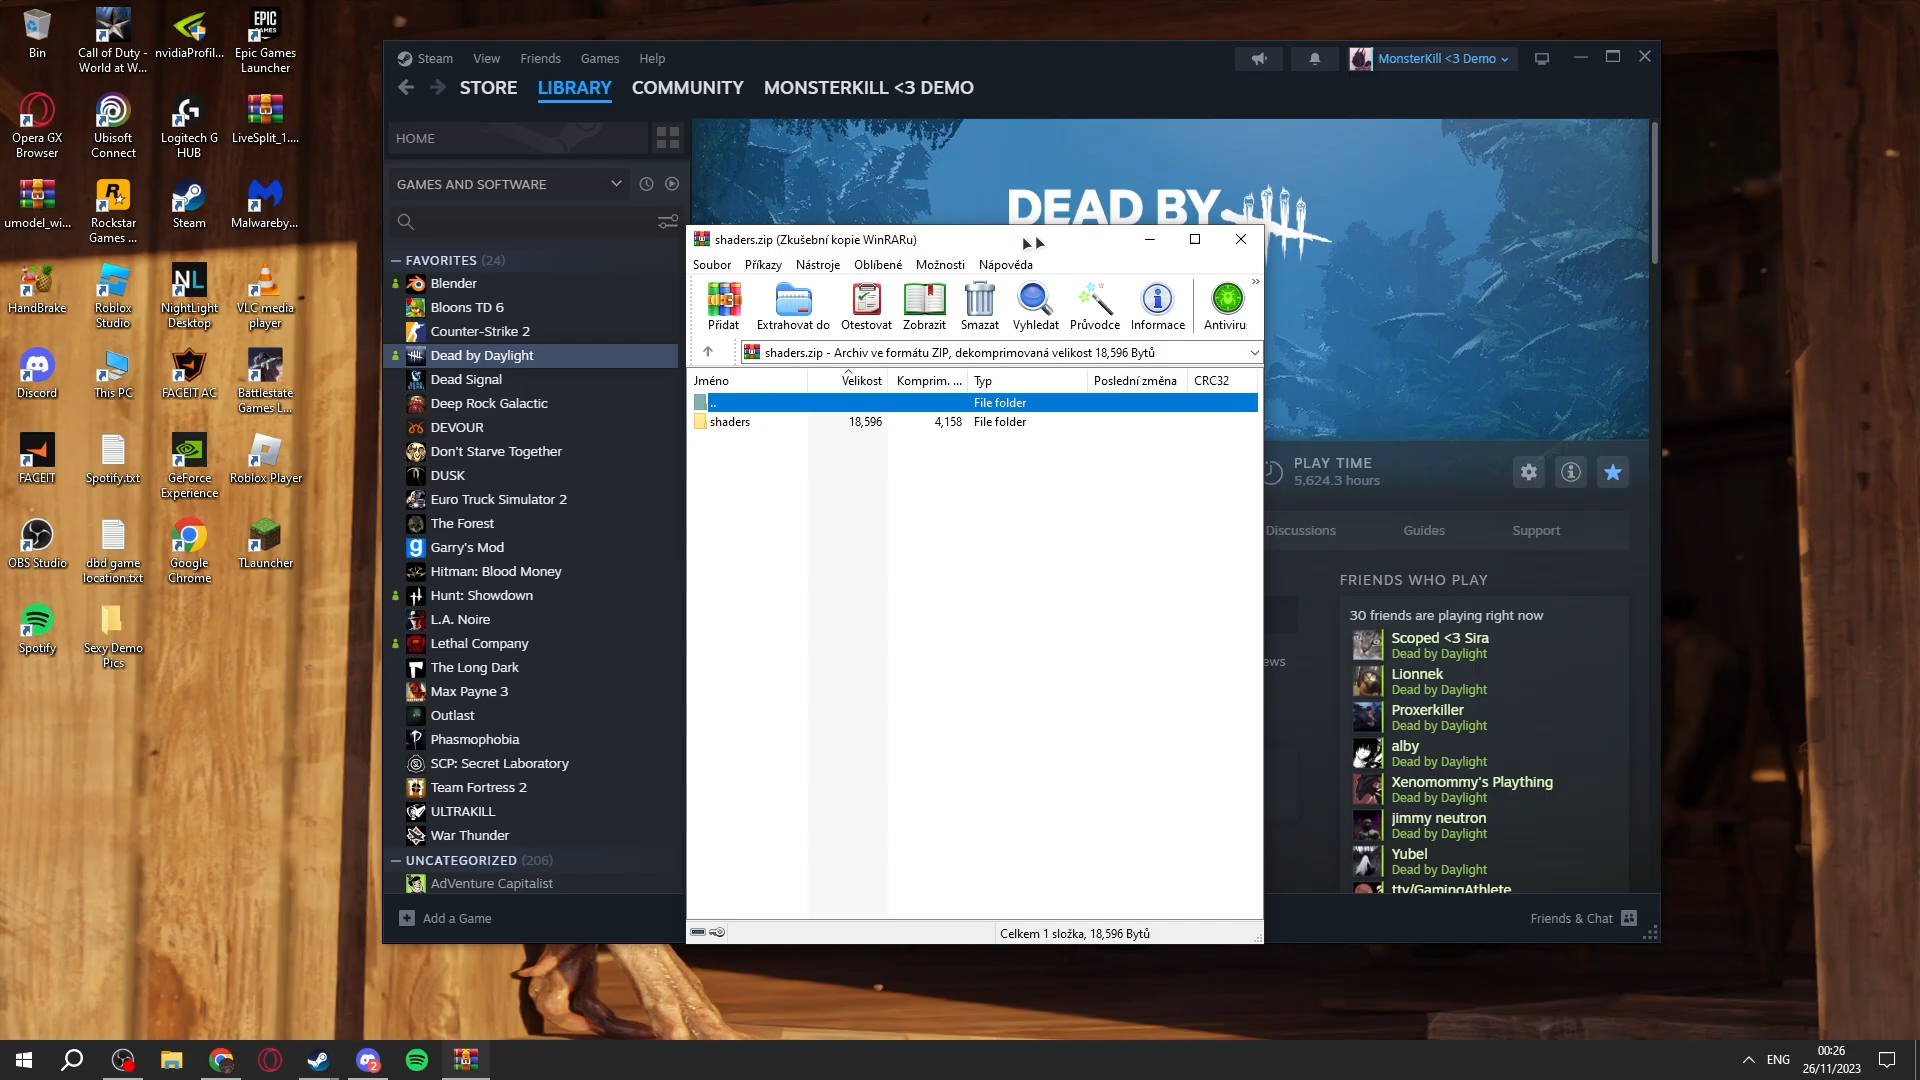 Bin
Call of Duty -
World at W...
nvidiaProfil...
Epic Games
Launcher
Opera GX
Browser
Ubisoft
Connect
Logitech G
HUB
LiveSplit_1....
umodel_wi...
Rockstar
Games ...
Steam
Malwareby...
HandBrake
Roblox
Studio
NightLight
Desktop
VLC media
player
Discord
This PC
FACEIT AC
Battlestate
Games L...
FACEIT
Spotify.txt
GeForce
Experience
Roblox Player
OBS Studio
dbd game
location.txt
Google
Chrome
TLauncher
Spotify
Sexy Demo
Pics
Steam
View
Friends
Games
Help
MonsterKill <3 Demo
STORE
LIBRARY
COMMUNITY
MONSTERKILL <3 DEMO
HOME
GAMES AND SOFTWARE
FAVORITES (24)
Blender
Bloons TD 6
Counter-Strike 2
Dead by Daylight
Dead Signal
Deep Rock Galactic
DEVOUR
Don't Starve Together
DUSK
Euro Truck Simulator 2
The Forest
Garry's Mod
Hitman: Blood Money
Hunt: Showdown
L.A. Noire
Lethal Company
The Long Dark
Max Payne 3
Outlast
Phasmophobia
SCP: Secret Laboratory
Team Fortress 2
ULTRAKILL
War Thunder
UNCATEGORIZED (206)
AdVenture Capitalist
Add a Game
DEAD BY
shaders.zip (Zkušební kopie WinRARu)
Soubor
Příkazy
Nástroje
Oblíbené
Možnosti
Nápověda
Přidat
Extrahovat do
Otestovat
Zobrazit
Smazat
Vyhledat
Průvodce
Informace
Antiviru
shaders.zip - Archiv ve formátu ZIP, dekomprimovaná velikost 18,596 Bytů
Jméno
Velikost
Komprim. ...
Typ
Poslední změna
CRC32
..
File folder
shaders
18,596
4,158
File folder
Celkem 1 složka, 18,596 Bytů
PLAY TIME
5,624.3 hours
Discussions
Guides
Support
ews
FRIENDS WHO PLAY
30 friends are playing right now
Scoped <3 Sira
Dead by Daylight
Lionnek
Dead by Daylight
Proxerkiller
Dead by Daylight
alby
Dead by Daylight
Xenomommy's Plaything
Dead by Daylight
jimmy neutron
Dead by Daylight
Yubel
Dead by Daylight
ttv/GamingAthlete
Friends & Chat
2
ENG
00:26
26/11/2023